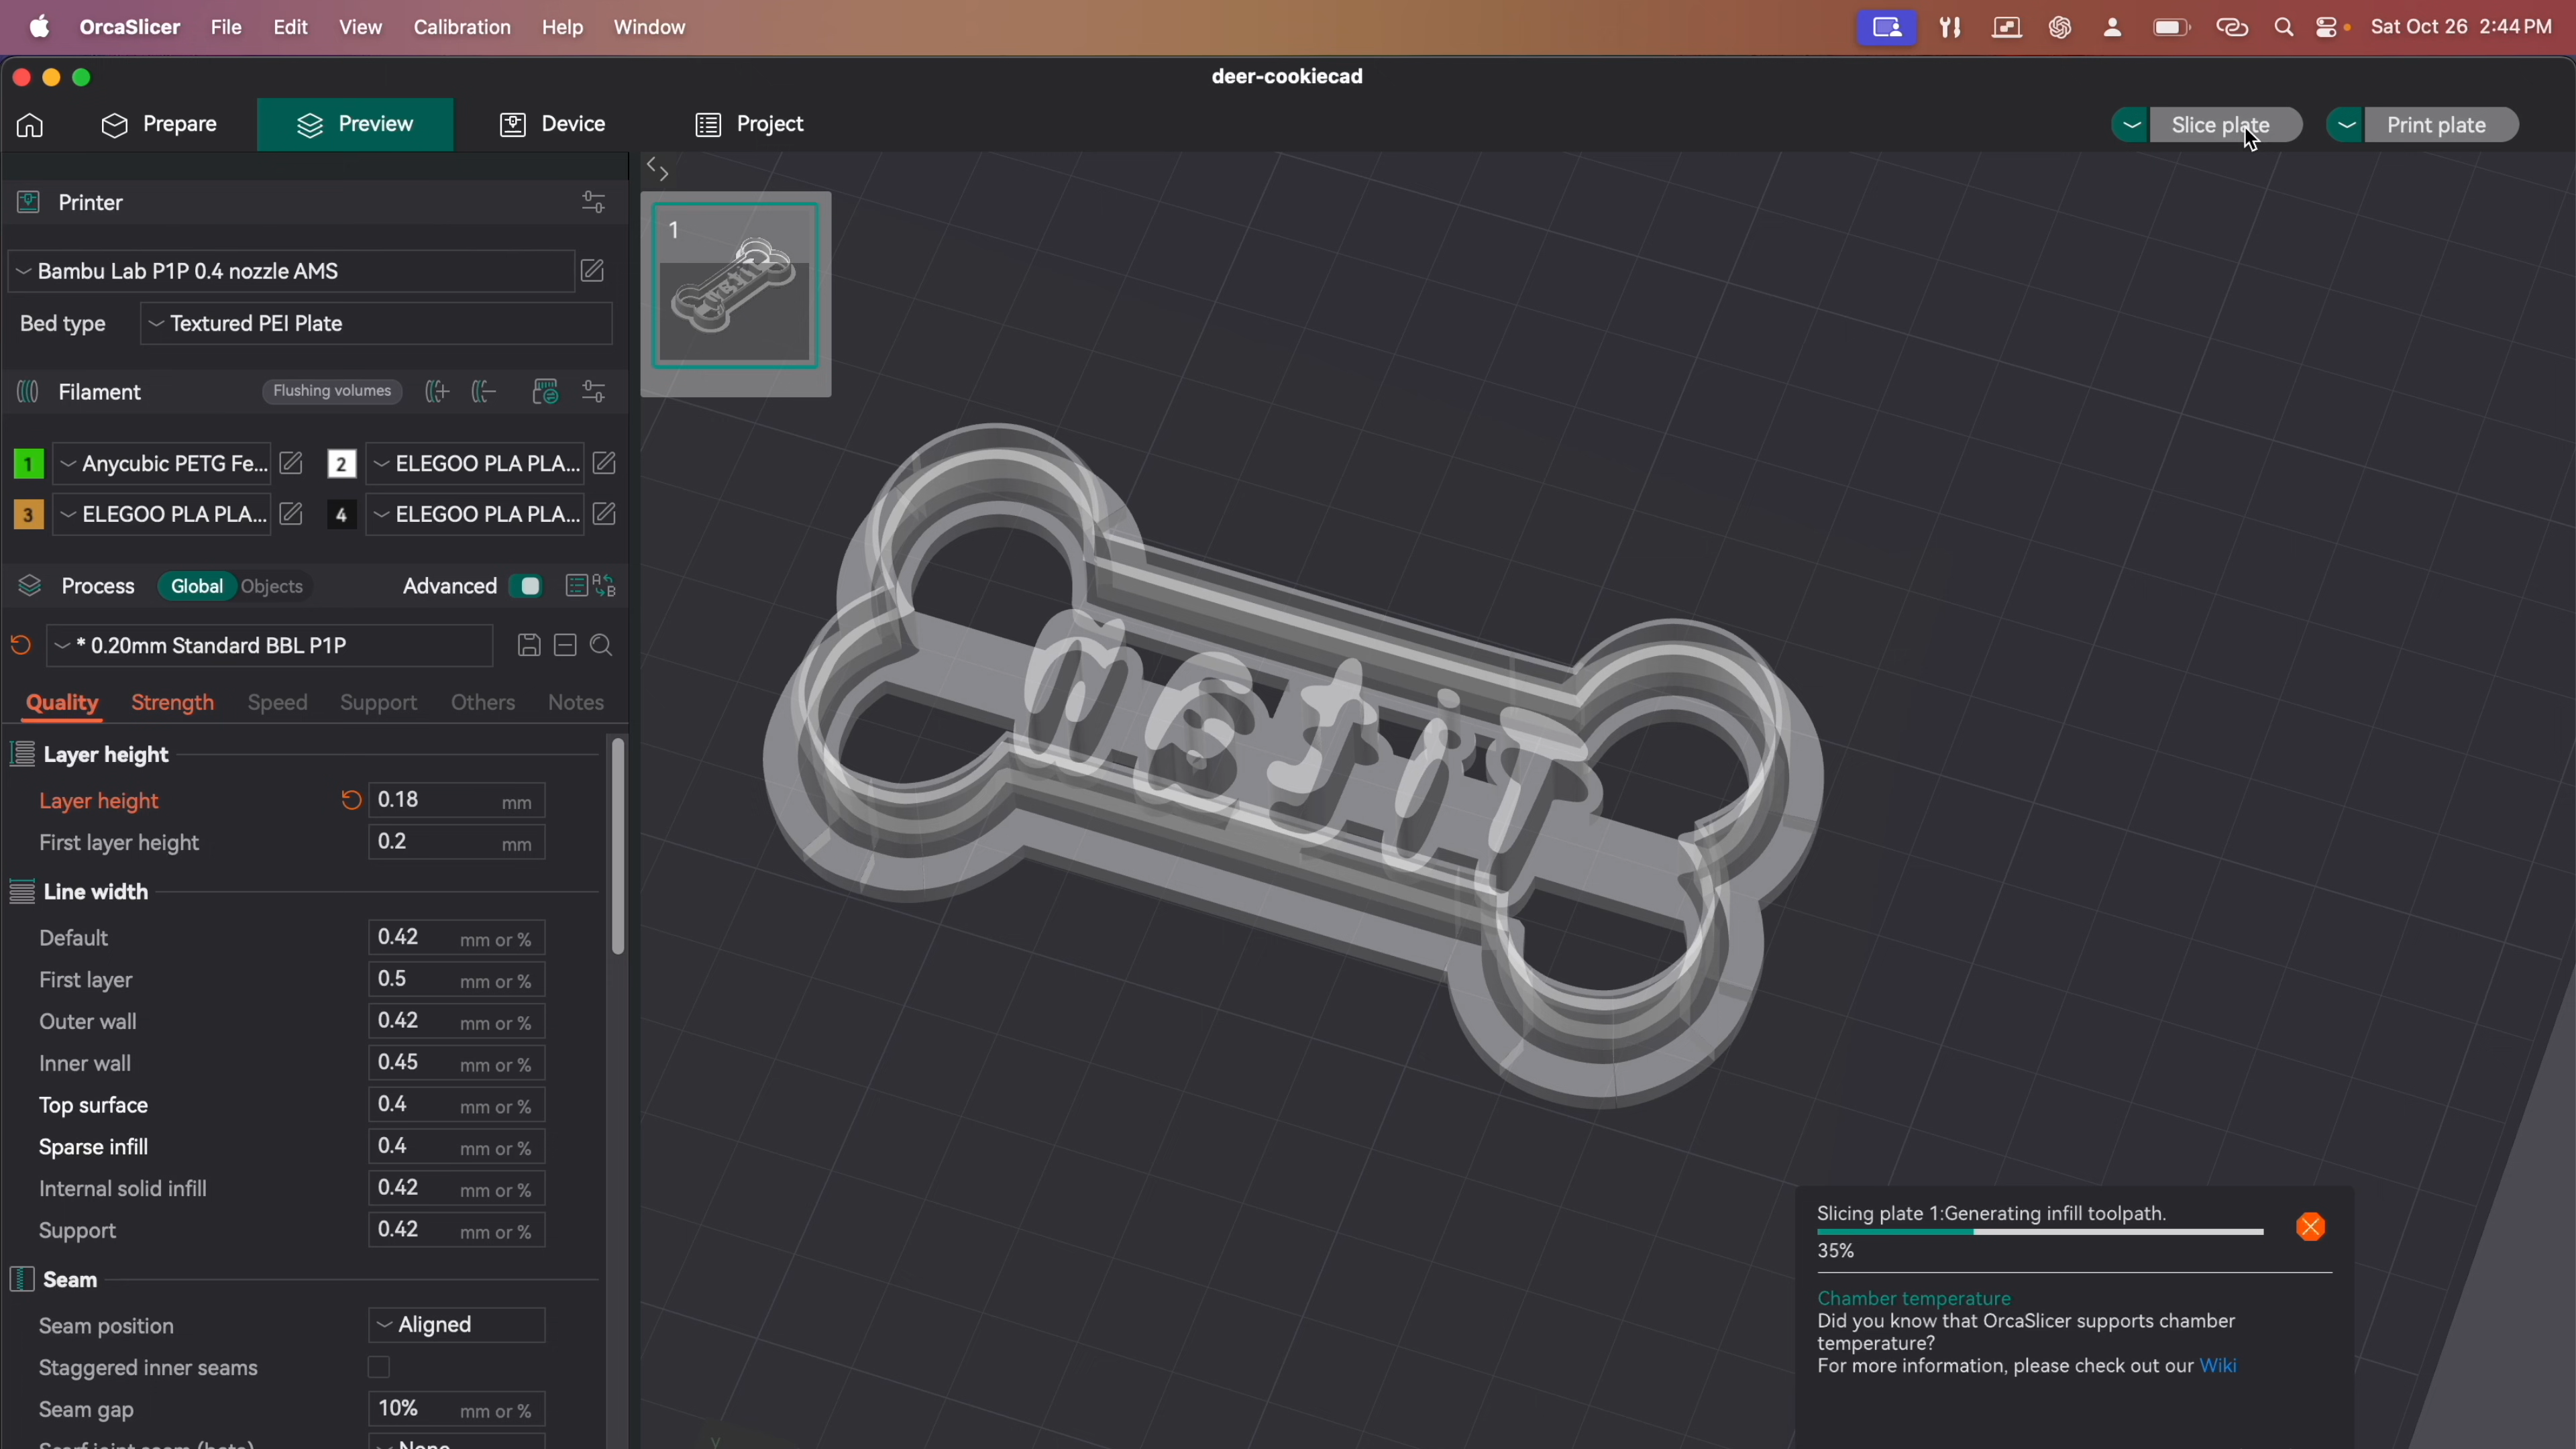 OrcaSlicer File Edit View Calibration Help Window Sat Oct 26 2:44 PM
deer-cookiecad
Prepare Preview Device Project Slice plate Print plate
Printer
Bambu Lab P1P 0.4 nozzle AMS
Bed type Textured PEI Plate
Filament Flushing volumes
1 Anycubic PETG Fe... 2 ELEGOO PLA PLA...
3 ELEGOO PLA PLA... 4 ELEGOO PLA PLA...
Process Global Objects Advanced
* 0.20mm Standard BBL P1P
Quality Strength Speed Support Others Notes
Layer height
Layer height 0.18 mm
First layer height 0.2 mm
Line width
Default 0.42 mm or %
First layer 0.5 mm or %
Outer wall 0.42 mm or %
Inner wall 0.45 mm or %
Top surface 0.4 mm or %
Sparse infill 0.4 mm or %
Internal solid infill 0.42 mm or %
Support 0.42 mm or %
Seam
Seam position Aligned
Staggered inner seams
Seam gap 10% mm or %
1
Slicing plate 1:Generating infill toolpath.
35%
Chamber temperature
Did you know that OrcaSlicer supports chamber
temperature?
For more information, please check out our Wiki